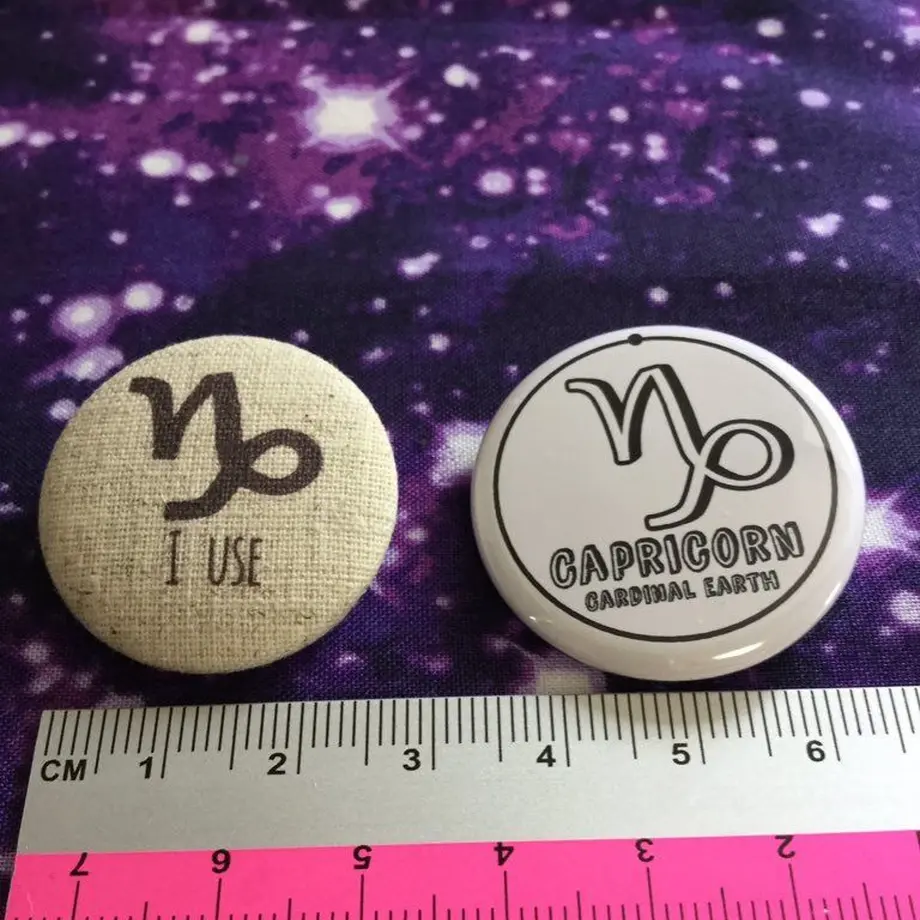 I USE
CAPRICORN
CARDINAL EARTH
CM 1 2 3 4 5 6
7 6 5 4 3 2